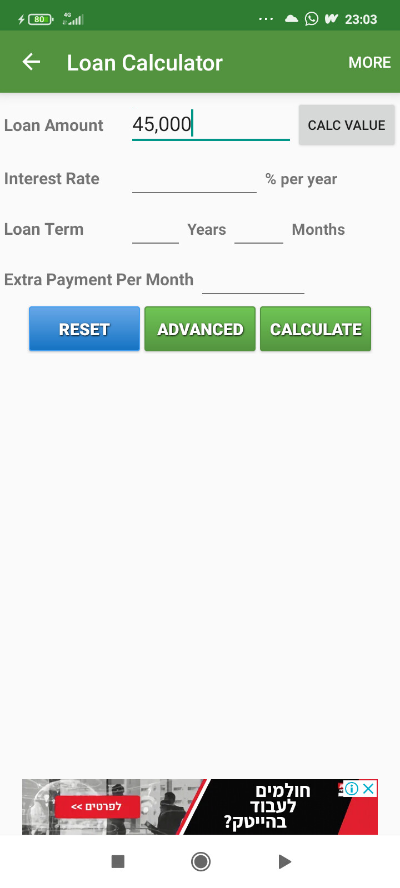 80 4G ... 23:03
Loan Calculator MORE
Loan Amount 45,000 CALC VALUE
Interest Rate % per year
Loan Term Years Months
Extra Payment Per Month
RESET ADVANCED CALCULATE
חולמים
לעבוד
בהייטק?
לפרטים >>